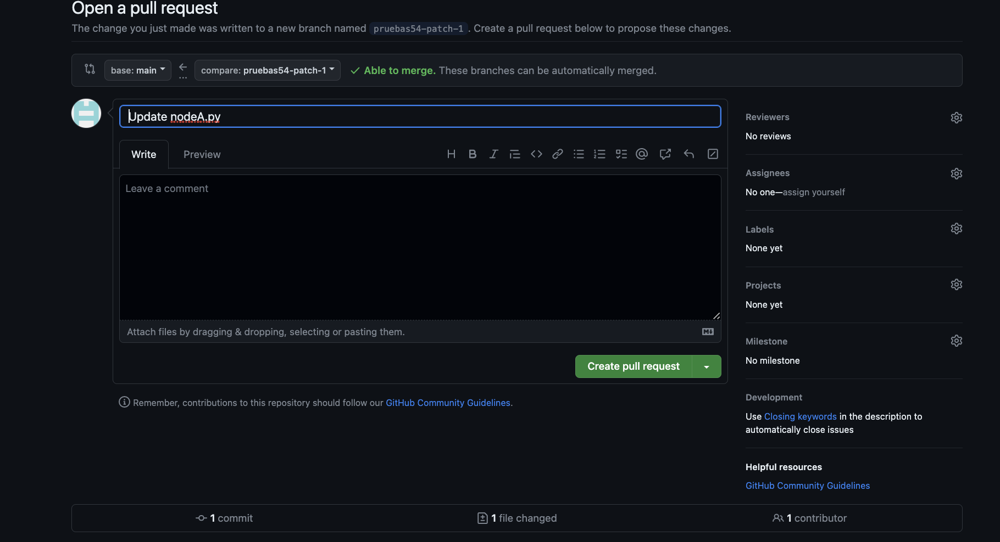 Open a pull request
The change you just made was written to a new branch named pruebas54-patch-1. Create a pull request below to propose these changes.
base: main compare: pruebas54-patch-1 Able to merge. These branches can be automatically merged.
Update nodeA.py
Write Preview
Leave a comment
Attach files by dragging & dropping, selecting or pasting them.
Create pull request
Remember, contributions to this repository should follow our GitHub Community Guidelines.
Reviewers
No reviews
Assignees
No one—assign yourself
Labels
None yet
Projects
None yet
Milestone
No milestone
Development
Use Closing keywords in the description to
automatically close issues
Helpful resources
GitHub Community Guidelines
1 commit 1 file changed 1 contributor